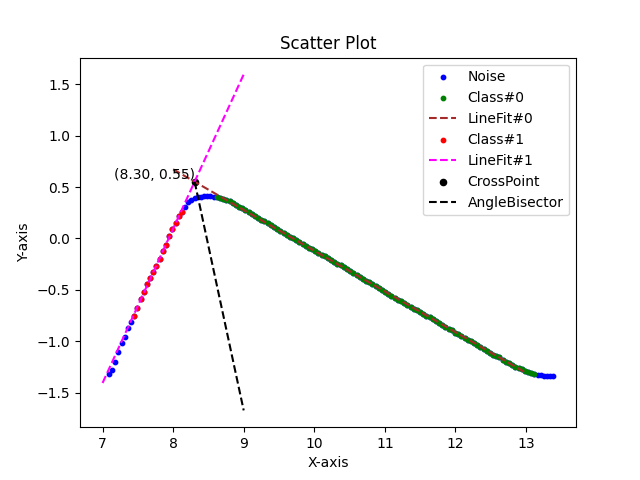 Scatter Plot
Noise
Class#0
LineFit#0
Class#1
LineFit#1
CrossPoint
AngleBisector
(8.30, 0.55)
Y-axis
1.5
1.0
0.5
0.0
−0.5
−1.0
−1.5
7 8 9 10 11 12 13
X-axis